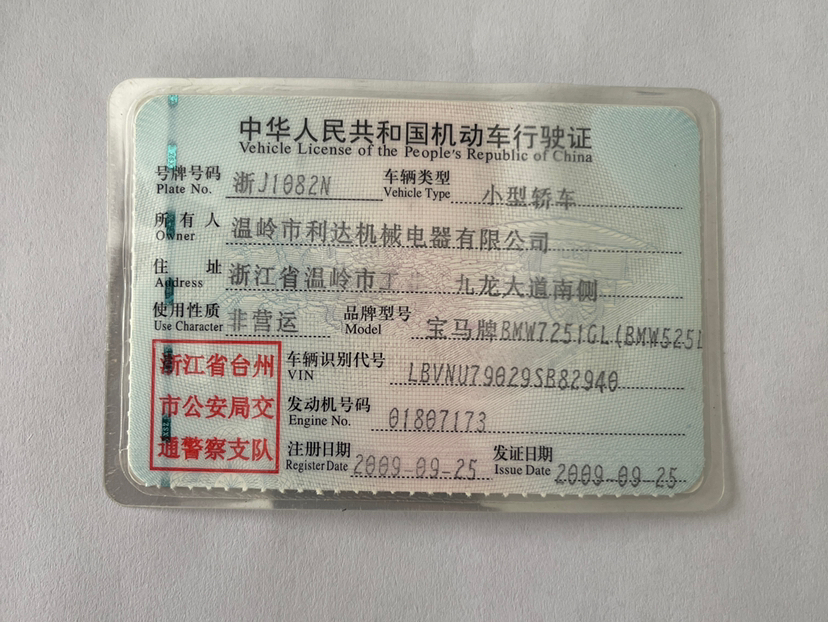 中华人民共和国机动车行驶证
Vehicle License of the People's Republic of China
号牌号码 浙J1082N 车辆类型 小型轿车
Plate No. Vehicle Type
所有人 温岭市利达机械电器有限公司
Owner
住址 浙江省温岭市工 九龙大道南侧
Address
使用性质 非营运 品牌型号 宝马牌BMW7251GL(BMW525L
Use Character Model
浙江省台州
市公安局交
通警察支队
车辆识别代号 LBVNU79029SB82940
VIN
发动机号码 01807173
Engine No.
注册日期 2009-09-25 发证日期 2009-09-25
Register Date Issue Date